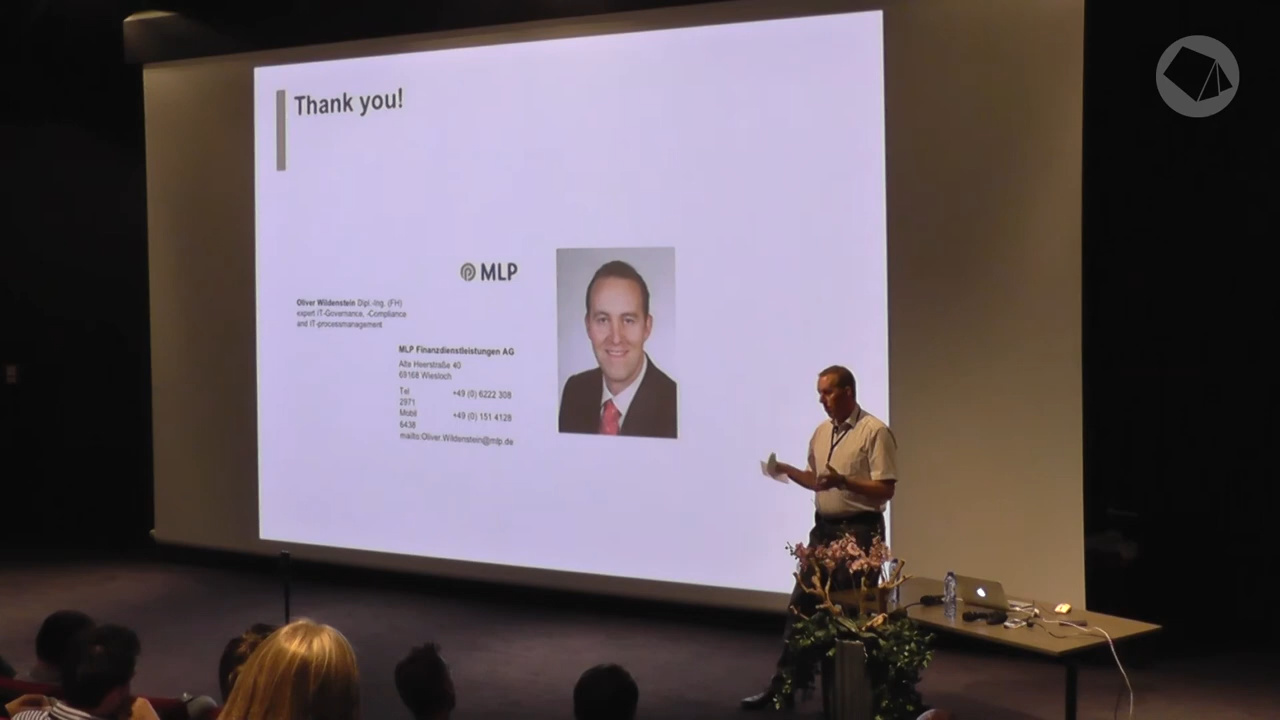 Thank you!
MLP
Oliver Wildenstein Dipl.-Ing. (FH)
expert IT-Governance, -Compliance
and IT-processmanagement
MLP Finanzdienstleistungen AG
Alte Heerstraße 40
69168 Wiesloch
Tel +49 (0) 6222 308
2971
Mobil +49 (0) 151 4128
6438
mailto:Oliver.Wildenstein@mlp.de